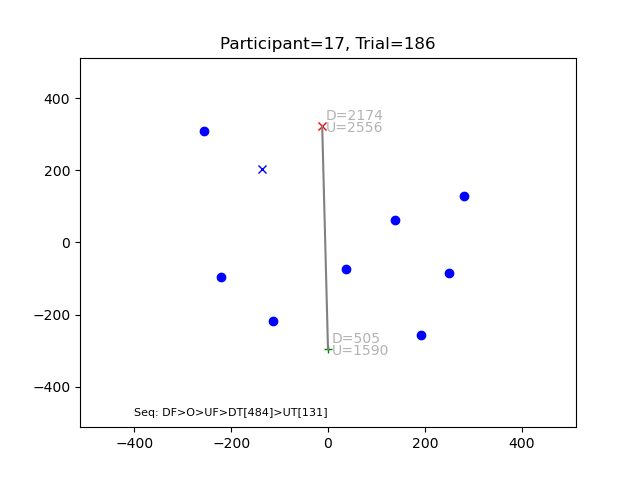 Participant=17, Trial=186
400
200
0
−200
−400
D=2174
U=2556
D=505
U=1590
Seq: DF>O>UF>DT[484]>UT[131]
−400 −200 0 200 400